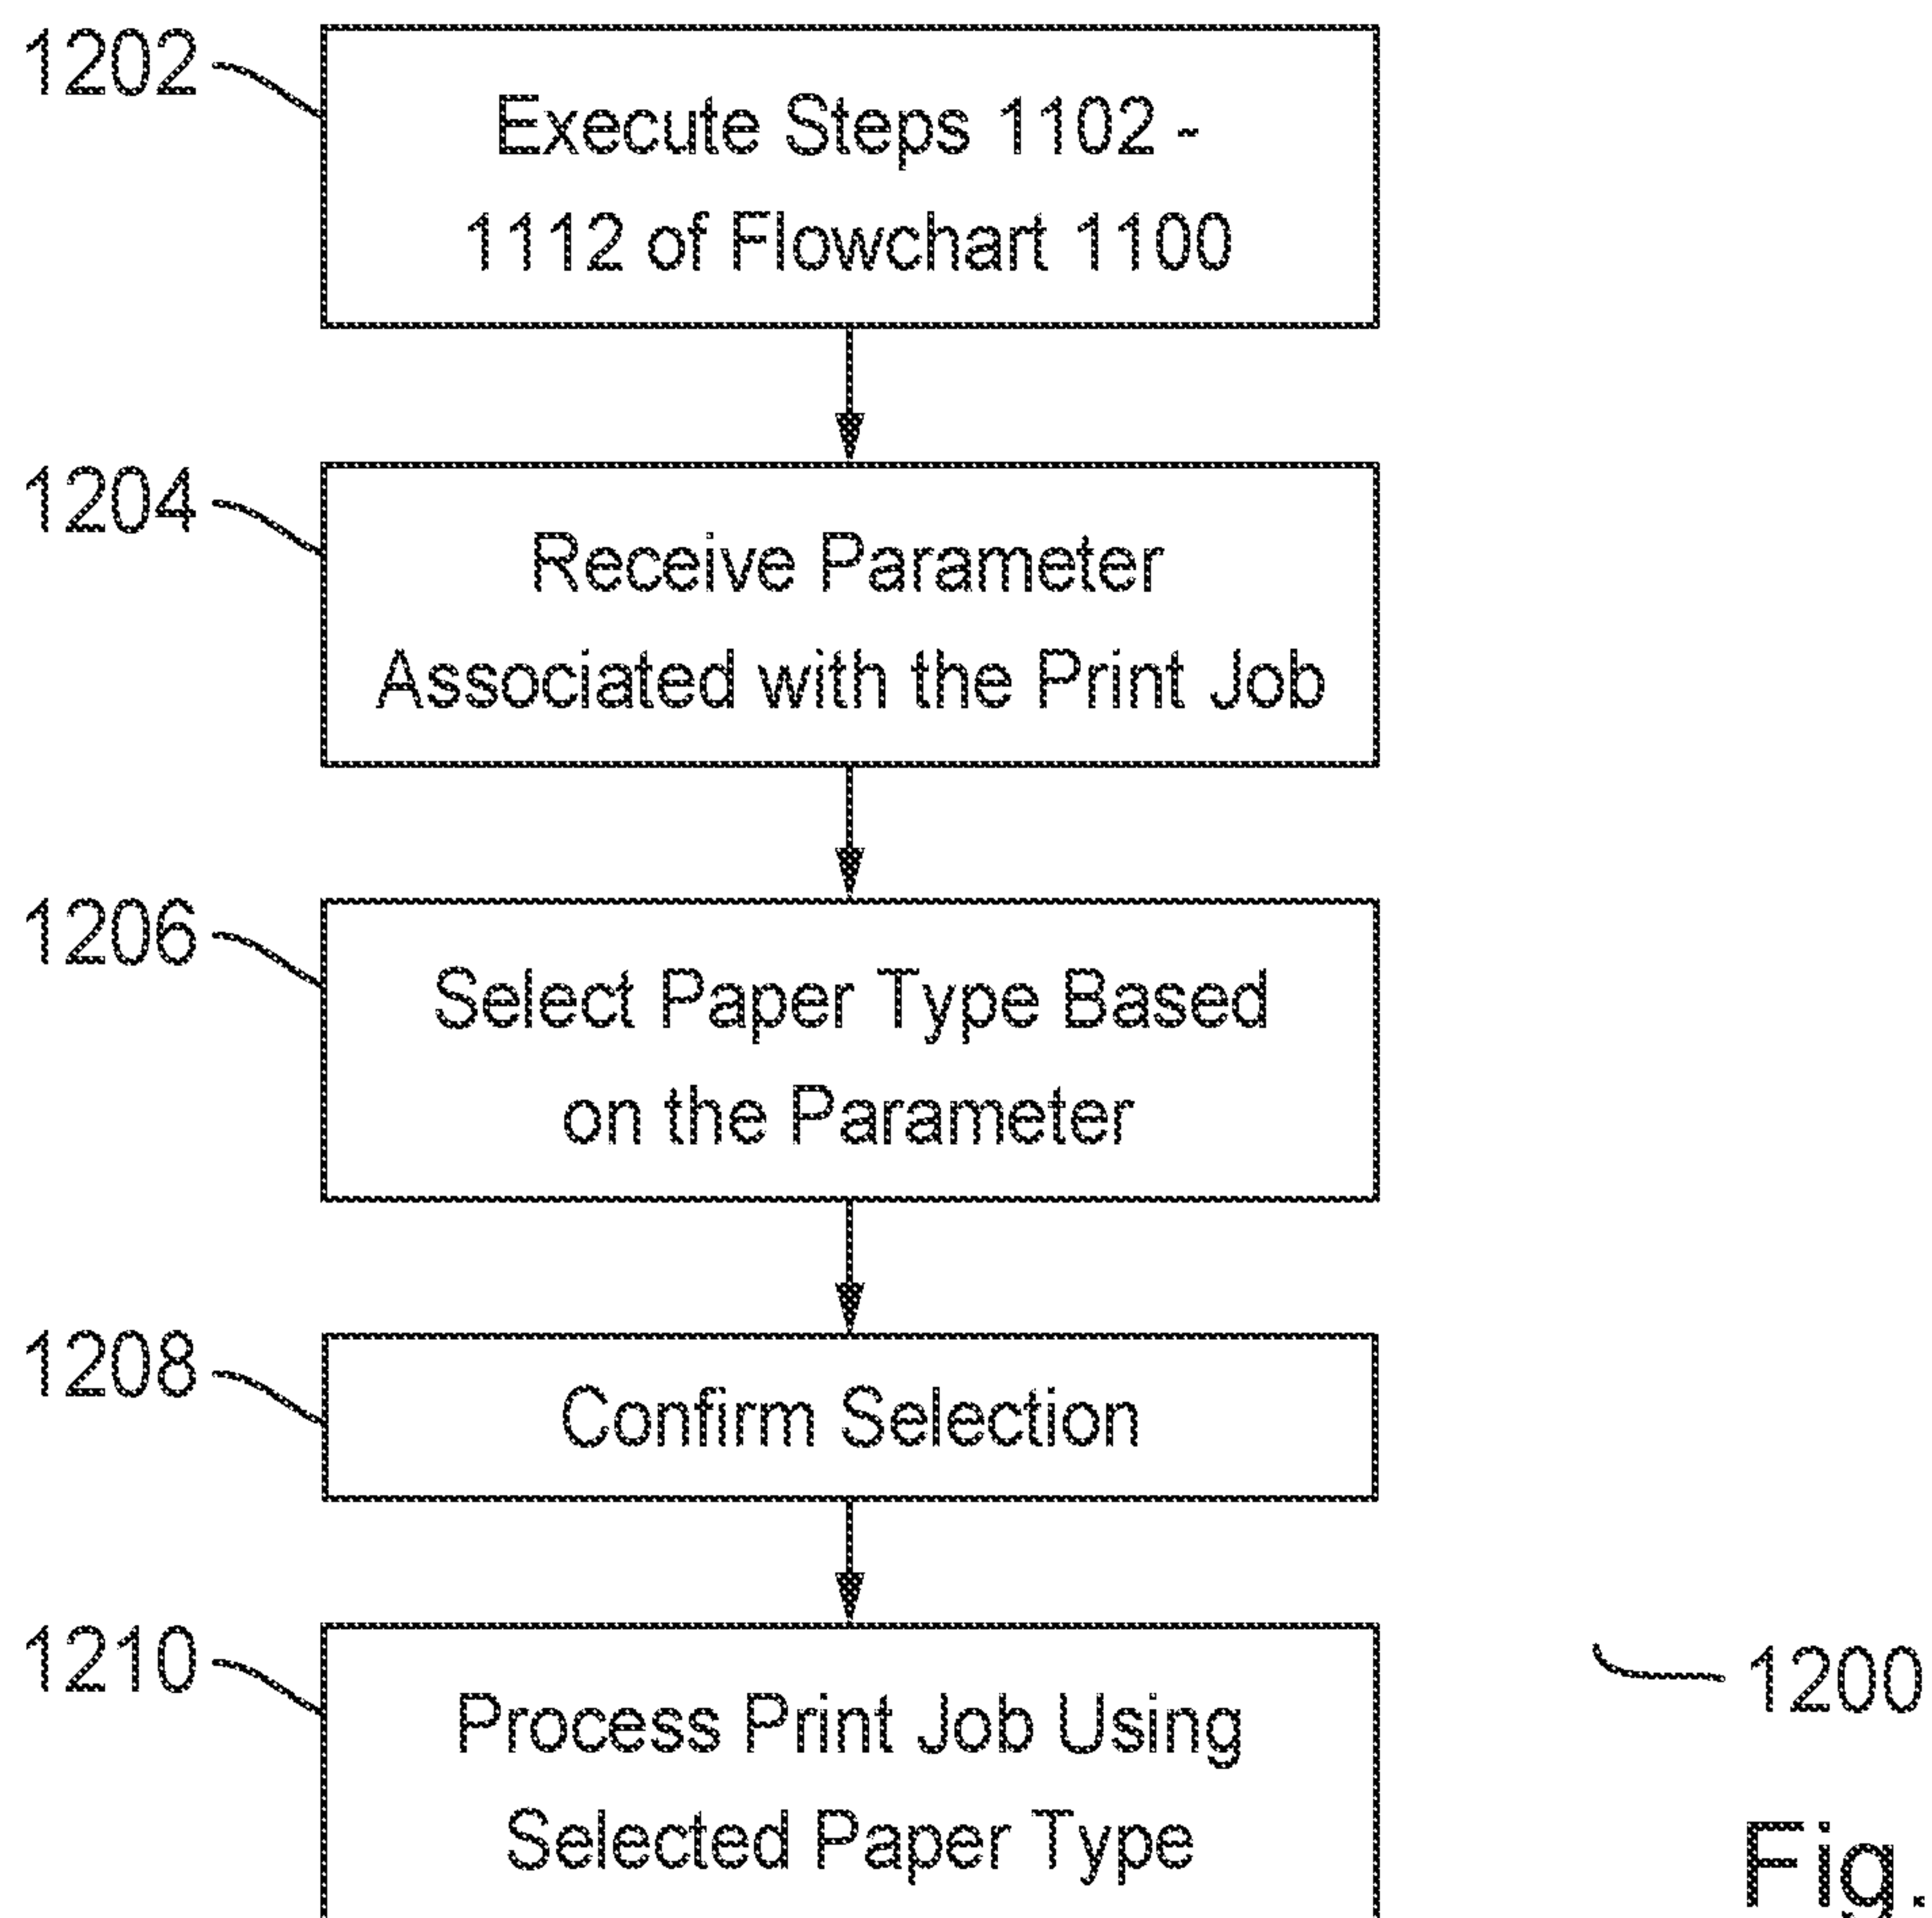 1202
Execute Steps 1102 -
1112 of Flowchart 1100
1204
Receive Parameter
Associated with the Print Job
1206
Select Paper Type Based
on the Parameter
1208
Confirm Selection
1210
Process Print Job Using
Selected Paper Type
1200
Fig.